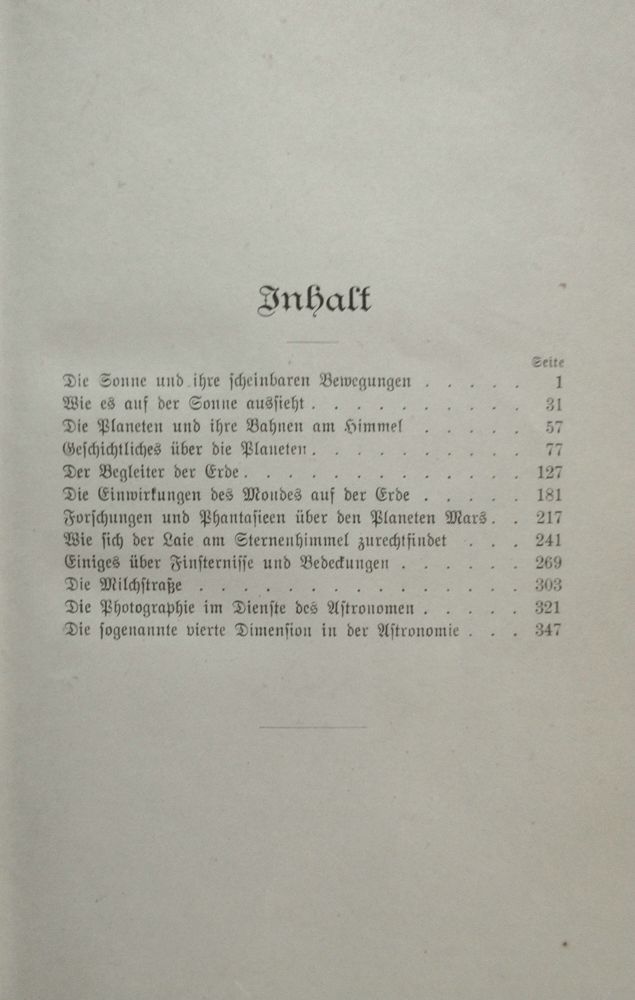 Inhalt
Seite
Die Sonne und ihre scheinbaren Bewegungen . . . . . 1
Wie es auf der Sonne aussieht . . . . . . . . . . 31
Die Planeten und ihre Bahnen am Himmel . . . . . 57
Geschichtliches über die Planeten . . . . . . . . . . 77
Der Begleiter der Erde . . . . . . . . . . . . . 127
Die Einwirkungen des Mondes auf der Erde . . . . . 181
Forschungen und Phantasieen über den Planeten Mars . . 217
Wie sich der Laie am Sternenhimmel zurechtfindet . . . 241
Einiges über Finsternisse und Bedeckungen . . . . . . 269
Die Milchstraße . . . . . . . . . . . . . . . 303
Die Photographie im Dienste des Astronomen . . . . . 321
Die sogenannte vierte Dimension in der Astronomie . . . 347